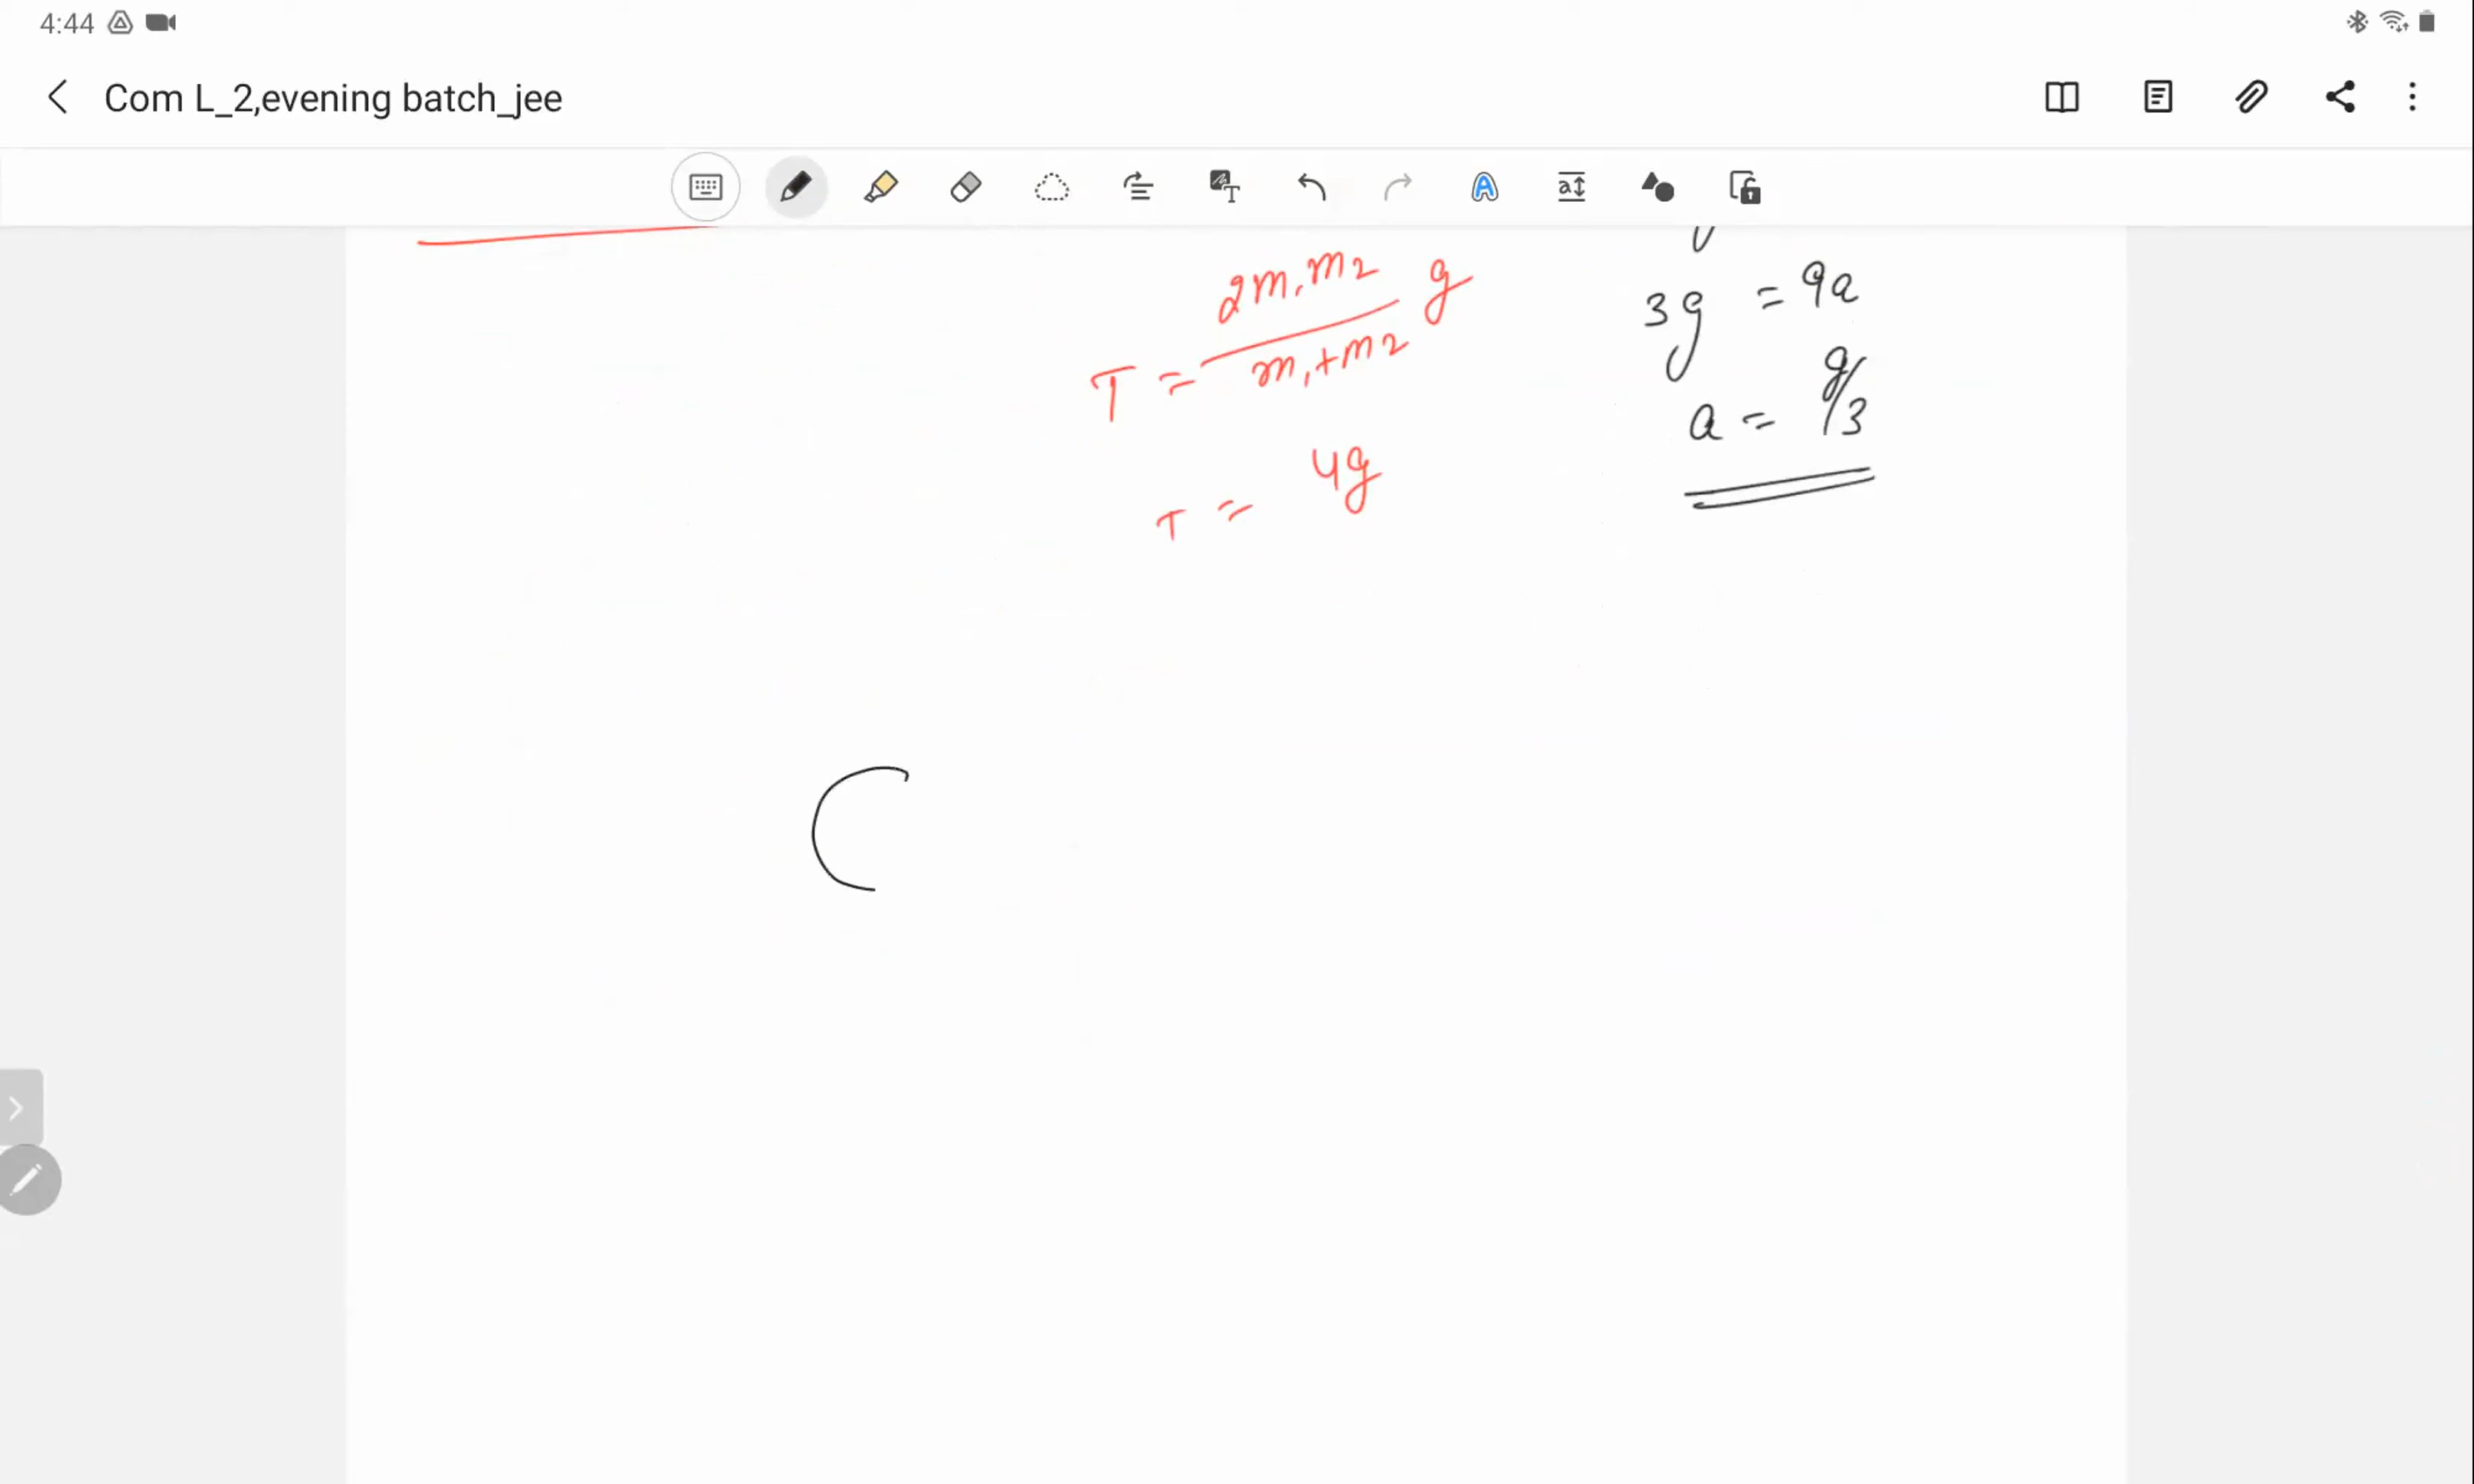 4:44
Com L_2,evening batch_jee
T = 2m₁m₂ / m₁+m₂ g
T = 4g
3g = 9a
a = g/3